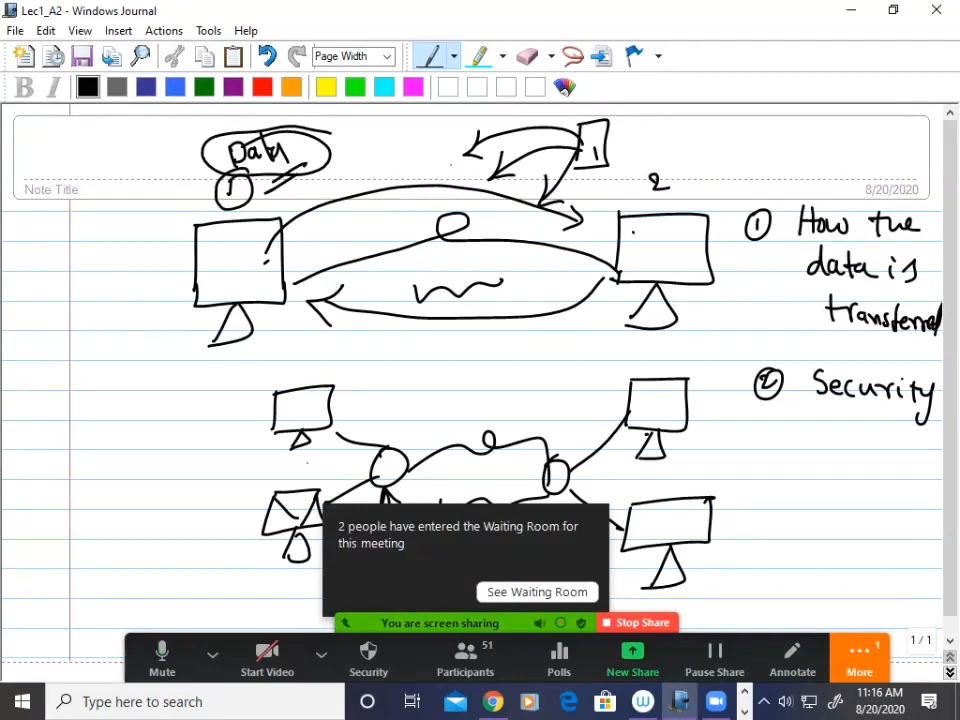 Lec1_A2 - Windows Journal
File Edit View Insert Actions Tools Help
Page Width
B I
Data
1
1
2
Note Title
8/20/2020
① How the
data is
transferred
② Security
2 people have entered the Waiting Room for
this meeting
See Waiting Room
You are screen sharing
Stop Share
1 / 1
Mute
Start Video
Security
Participants
51
Polls
New Share
Pause Share
Annotate
More
1
Type here to search
11:16 AM
8/20/2020